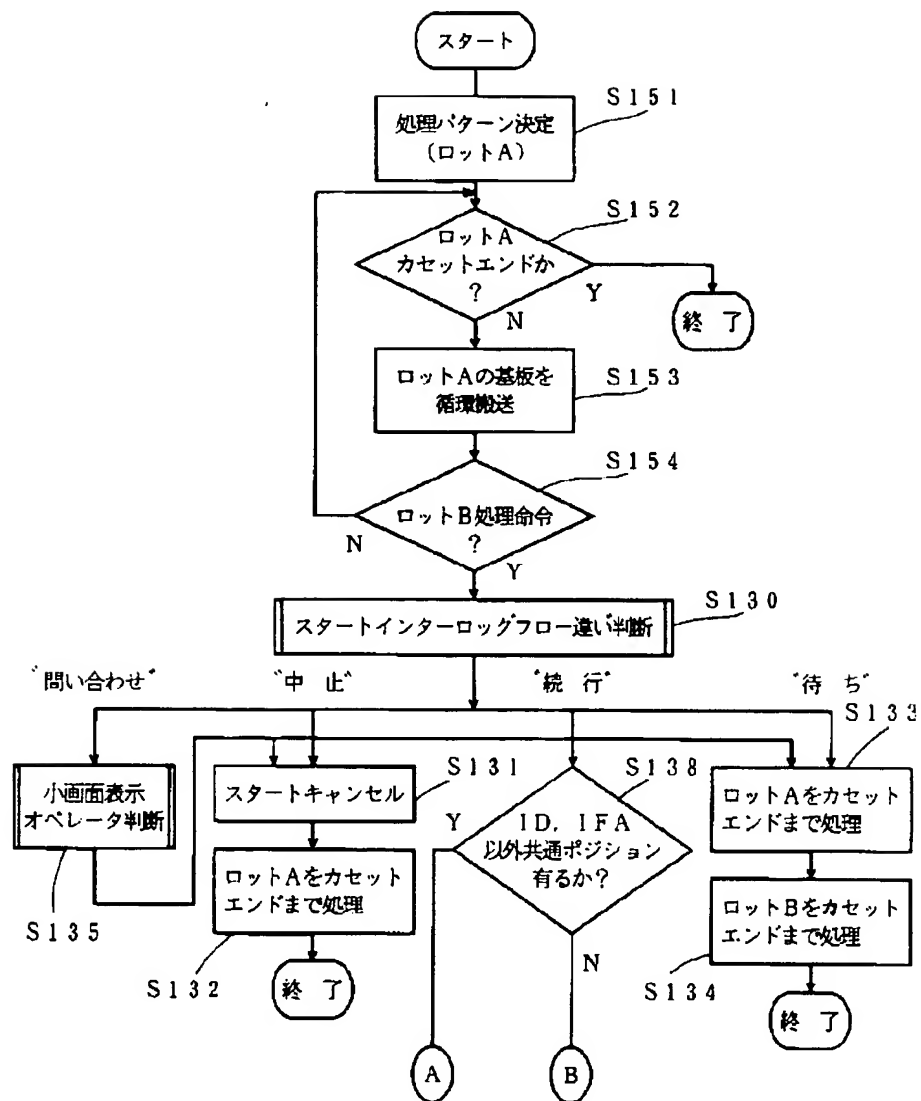 スタート
S151
処理パターン決定
(ロットA)
S152
ロットA
カセットエンドか
?
Y
N
終 了
S153
ロットAの基板を
循環搬送
S154
ロットB処理命令
?
N
Y
S130
スタートインターロッグフロー違い判断
"問い合わせ"
"中 止"
"続 行"
"待 ち"
S133
S131
S138
小画面表示
オペレータ判断
スタートキャンセル
Y
ID, IFA
以外共通ポジション
有るか?
ロットAをカセット
エンドまで処理
ロットAをカセット
エンドまで処理
ロットBをカセット
エンドまで処理
S135
S132
N
S134
終 了
終 了
A
B